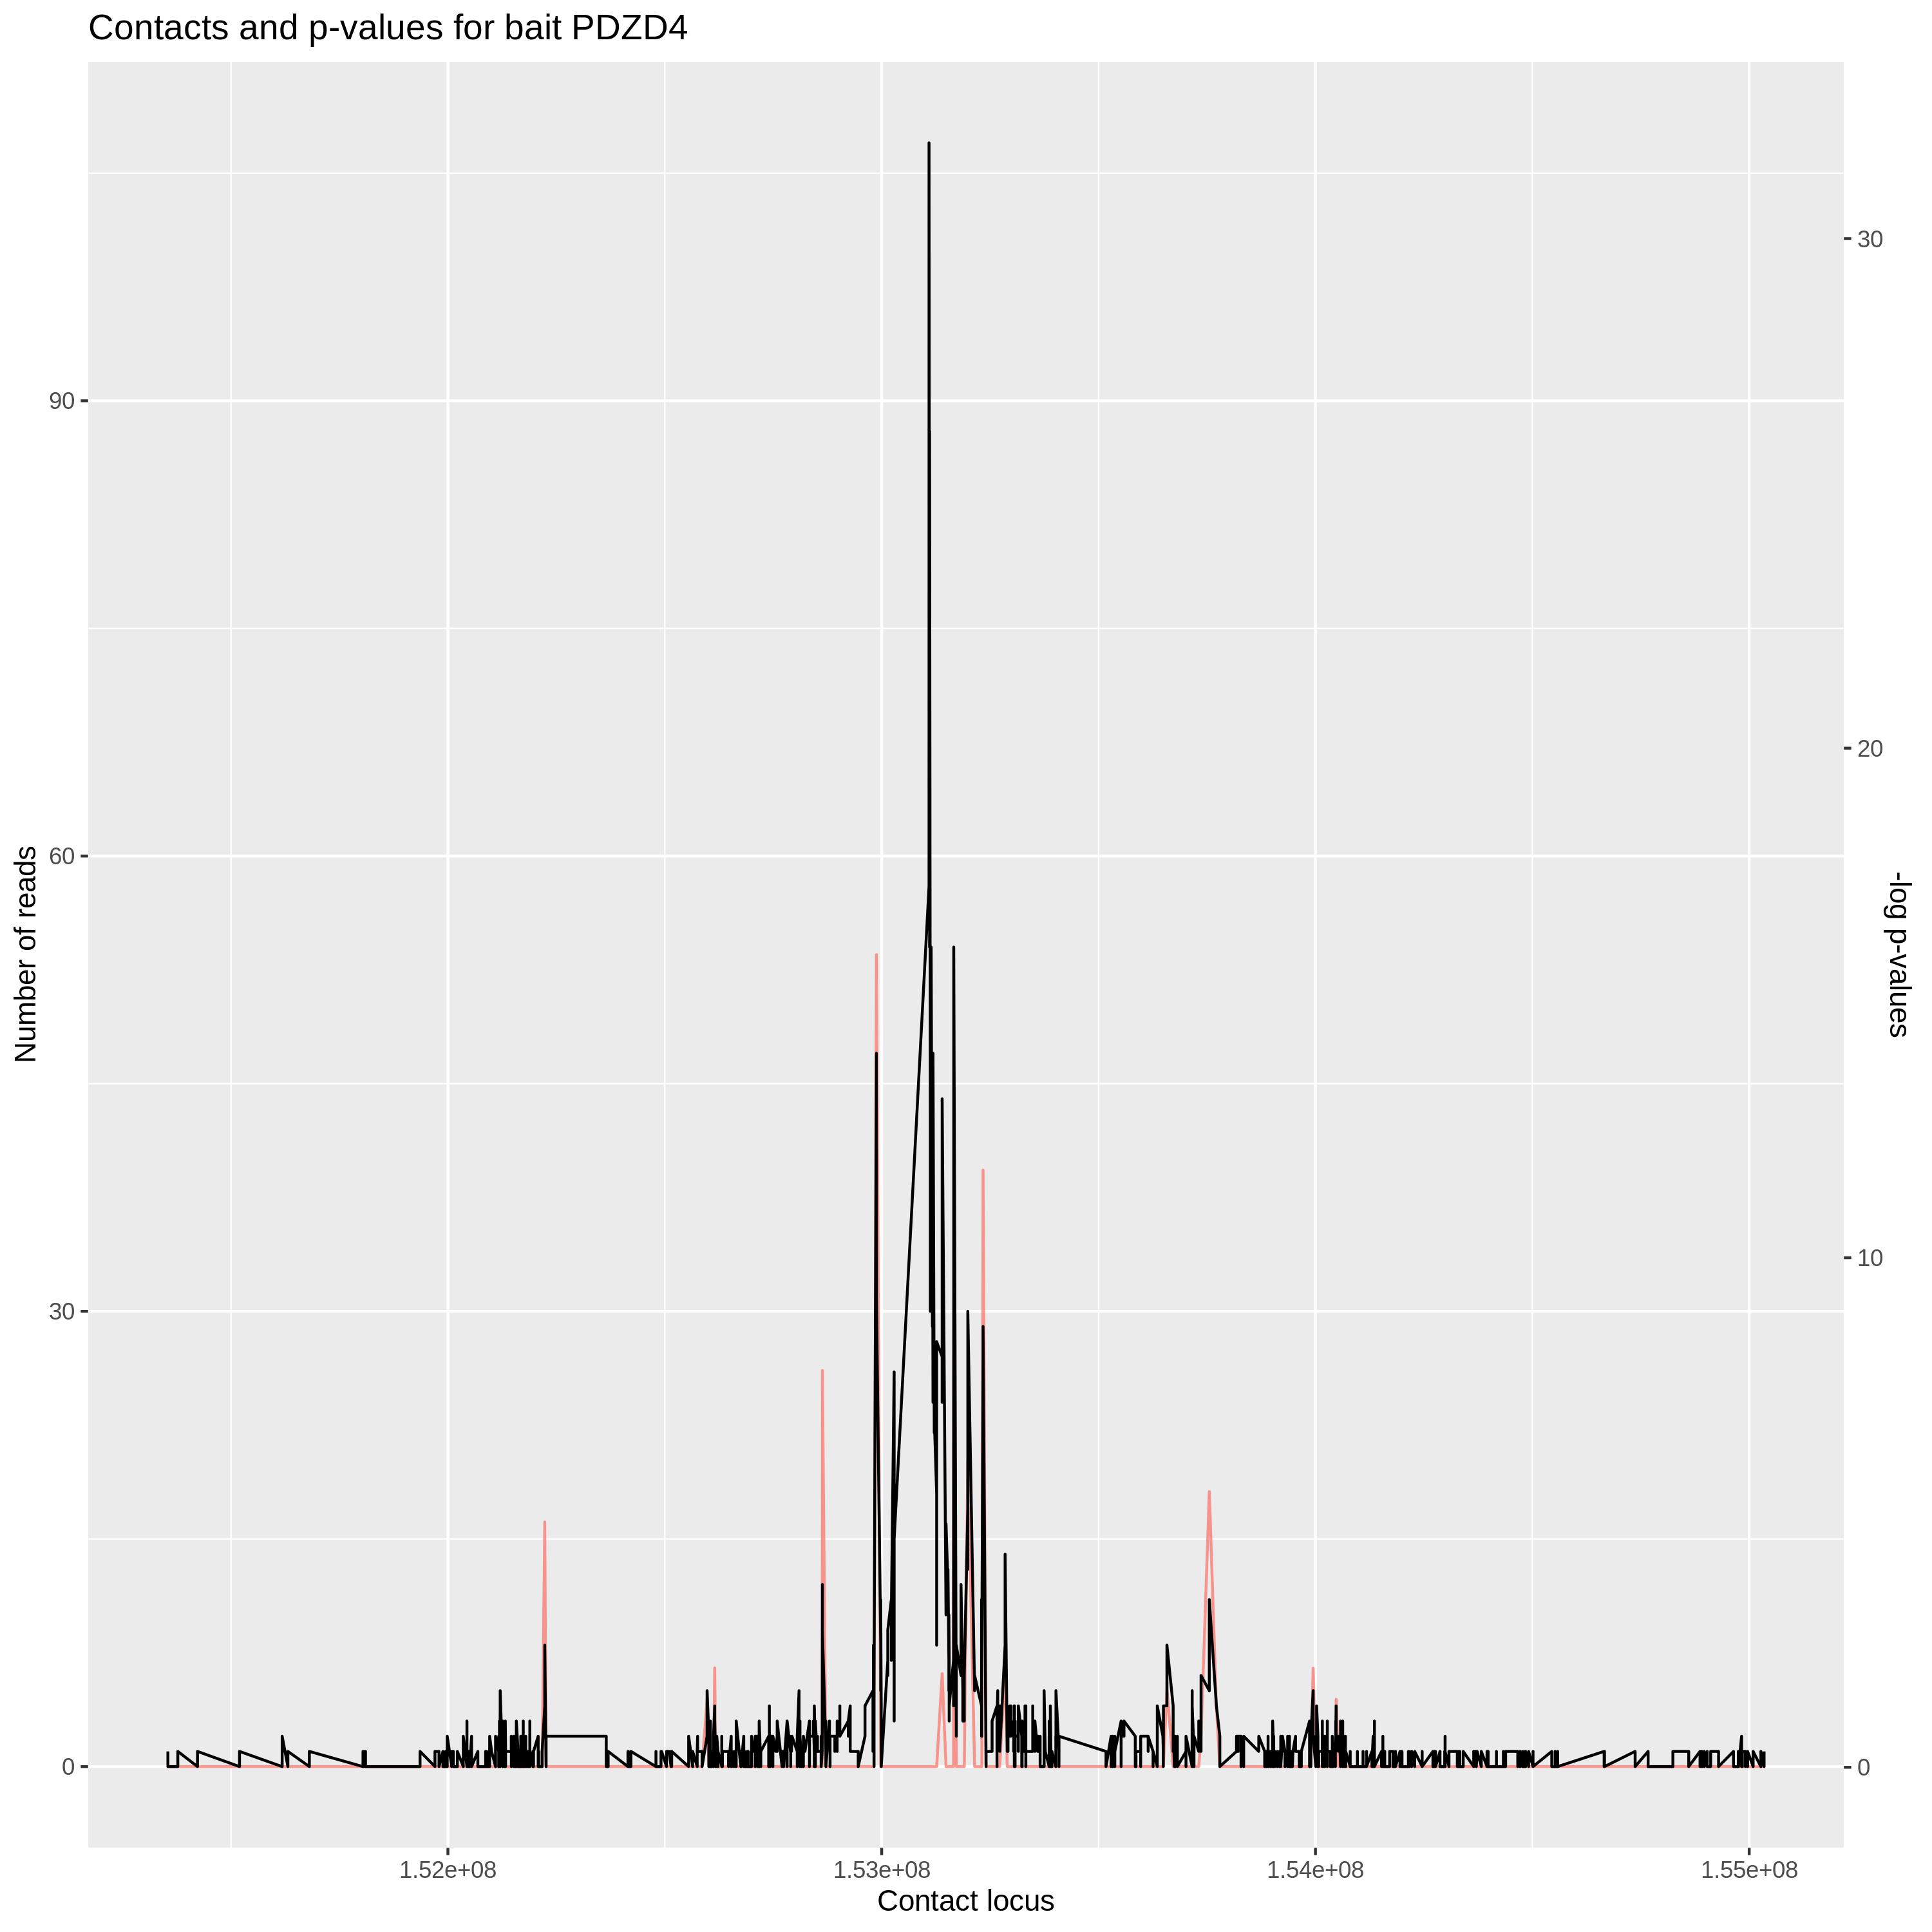 Contacts and p-values for bait PDZD4
90
60
30
0
Number of reads
30
20
10
0
-log p-values
1.52e+08
1.53e+08
1.54e+08
1.55e+08
Contact locus